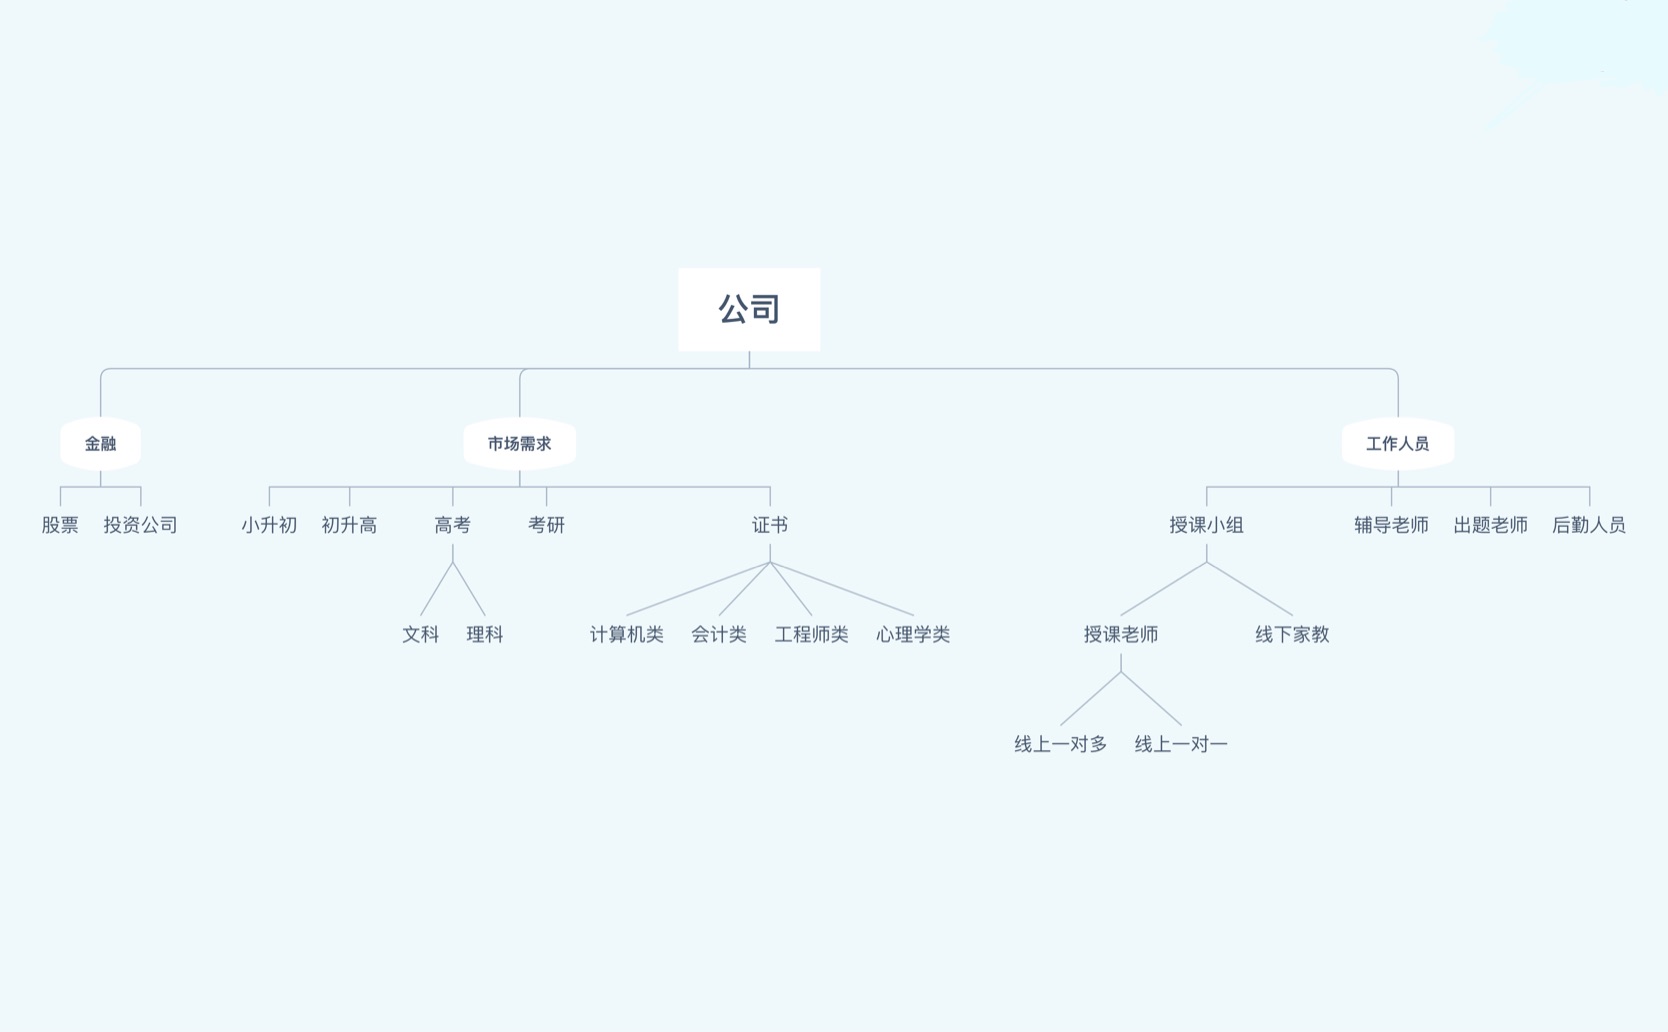 公司
金融
市场需求
工作人员
股票
投资公司
小升初
初升高
高考
考研
证书
授课小组
辅导老师
出题老师
后勤人员
文科
理科
计算机类
会计类
工程师类
心理学类
授课老师
线下家教
线上一对多
线上一对一